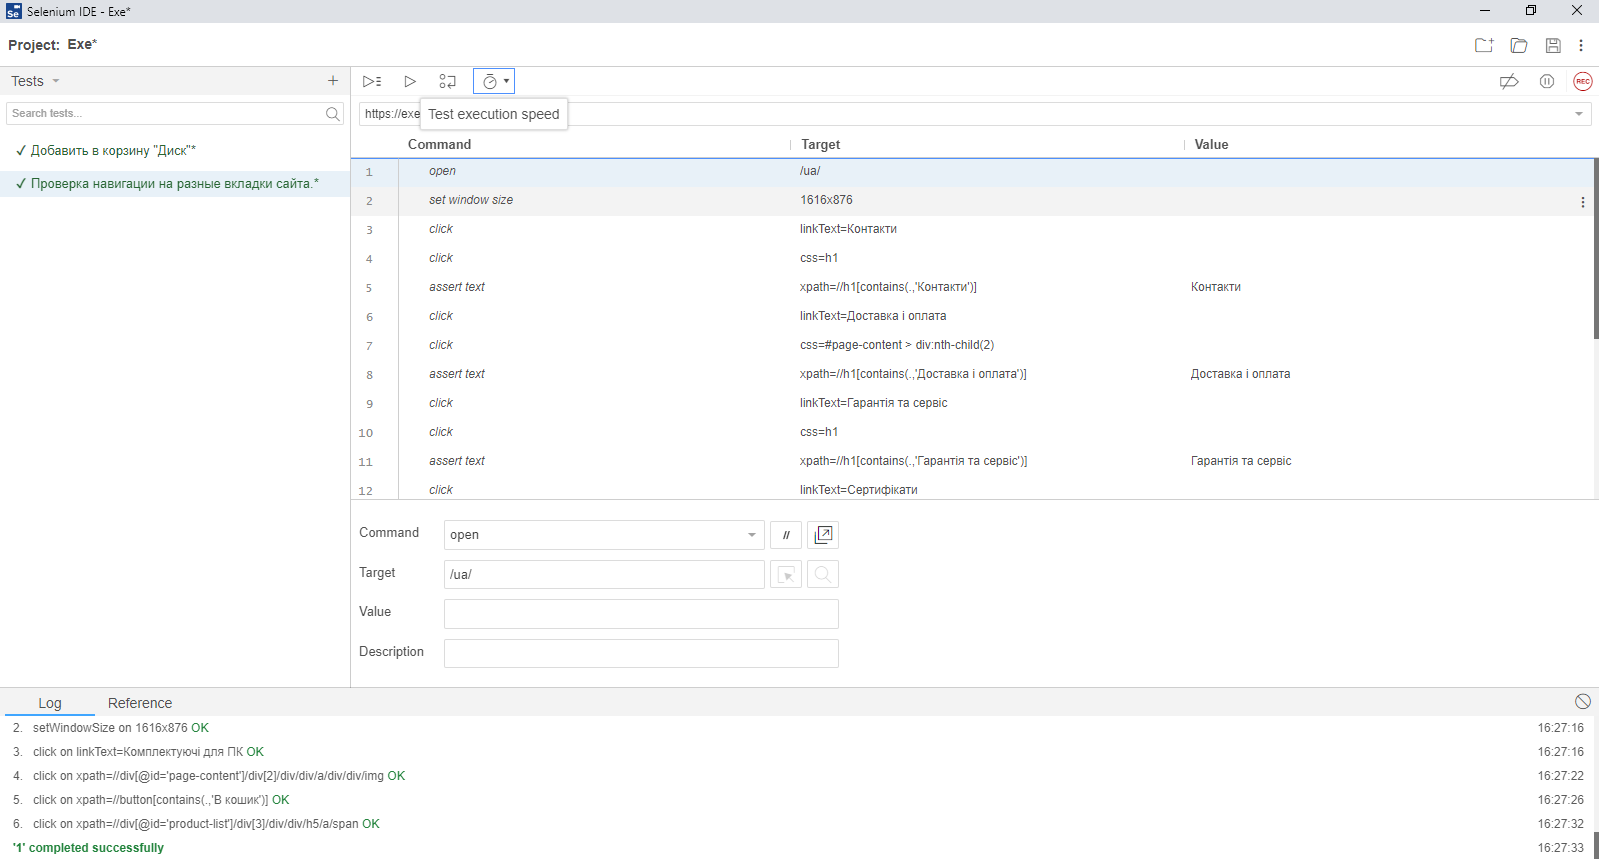 Selenium IDE - Exe*
Project: Exe*
Tests
Search tests...
✓ Добавить в корзину "Диск"*
✓ Проверка навигации на разные вкладки сайта.*
REC
https://exe
Test execution speed
Command Target Value
1 open /ua/
2 set window size 1616x876
3 click linkText=Контакти
4 click css=h1
5 assert text xpath=//h1[contains(.,'Контакти')] Контакти
6 click linkText=Доставка і оплата
7 click css=#page-content > div:nth-child(2)
8 assert text xpath=//h1[contains(.,'Доставка і оплата')] Доставка і оплата
9 click linkText=Гарантія та сервіс
10 click css=h1
11 assert text xpath=//h1[contains(.,'Гарантія та сервіс')] Гарантія та сервіс
12 click linkText=Сертифікати
Command open //
Target /ua/
Value
Description
Log Reference
2. setWindowSize on 1616x876 OK 16:27:16
3. click on linkText=Комплектуючі для ПК OK 16:27:16
4. click on xpath=//div[@id='page-content']/div[2]/div/div/a/div/div/img OK 16:27:22
5. click on xpath=//button[contains(.,'В кошик')] OK 16:27:26
6. click on xpath=//div[@id='product-list']/div[3]/div/div/h5/a/span OK 16:27:32
'1' completed successfully 16:27:33